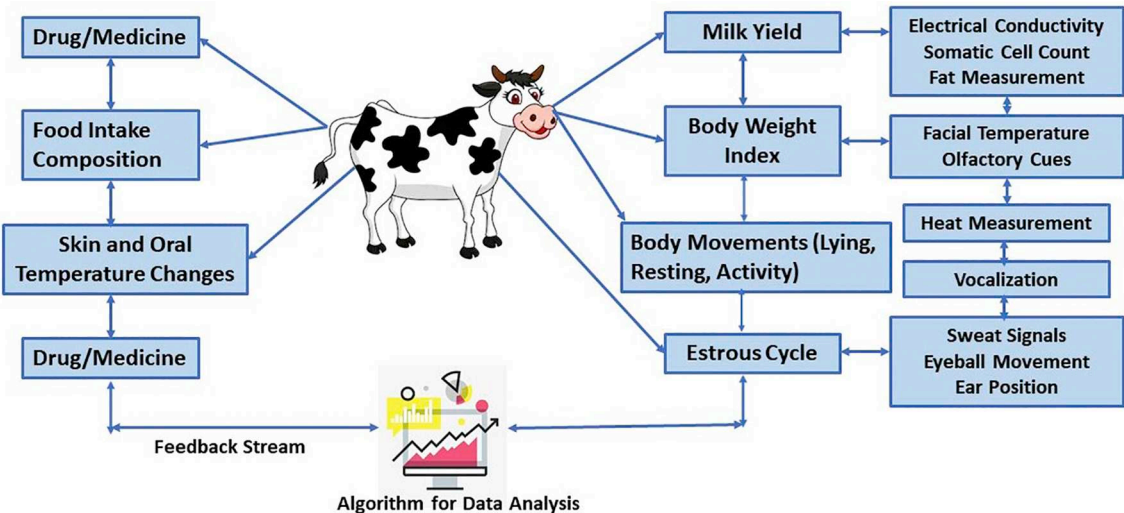 Drug/Medicine
Food Intake
Composition
Skin and Oral
Temperature Changes
Drug/Medicine
Milk Yield
Body Weight
Index
Body Movements (Lying,
Resting, Activity)
Estrous Cycle
Electrical Conductivity
Somatic Cell Count
Fat Measurement
Facial Temperature
Olfactory Cues
Heat Measurement
Vocalization
Sweat Signals
Eyeball Movement
Ear Position
Feedback Stream
Algorithm for Data Analysis